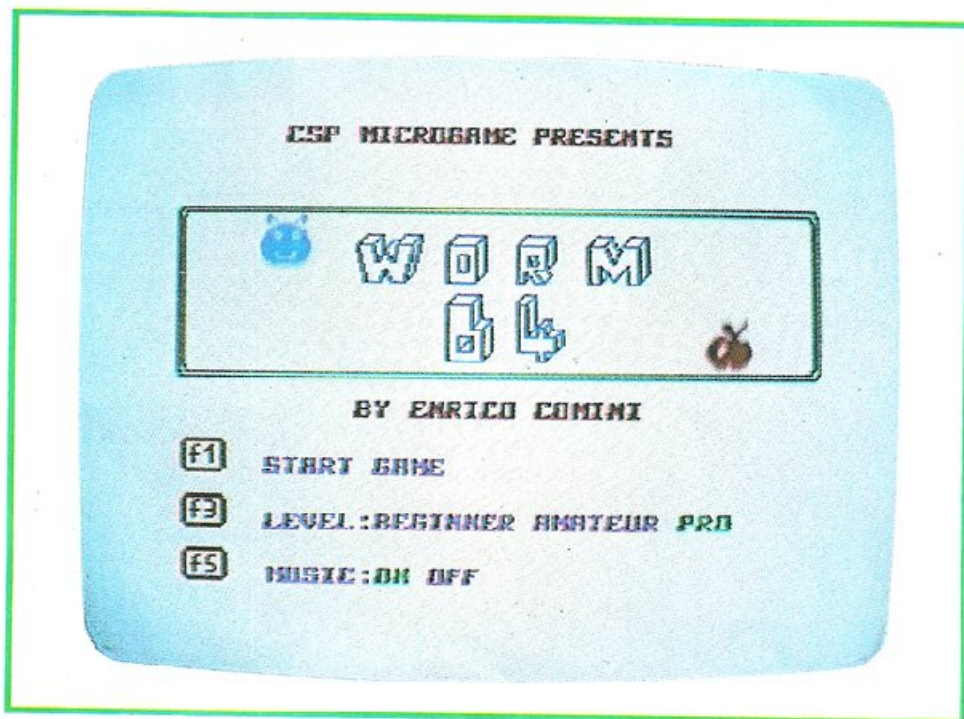 CSP MICROGAME PRESENTS
WORM
64
BY ENRICO COMINI
f1 START GAME
f3 LEVEL:BEGINNER AMATEUR PRO
f5 MUSIC:ON OFF